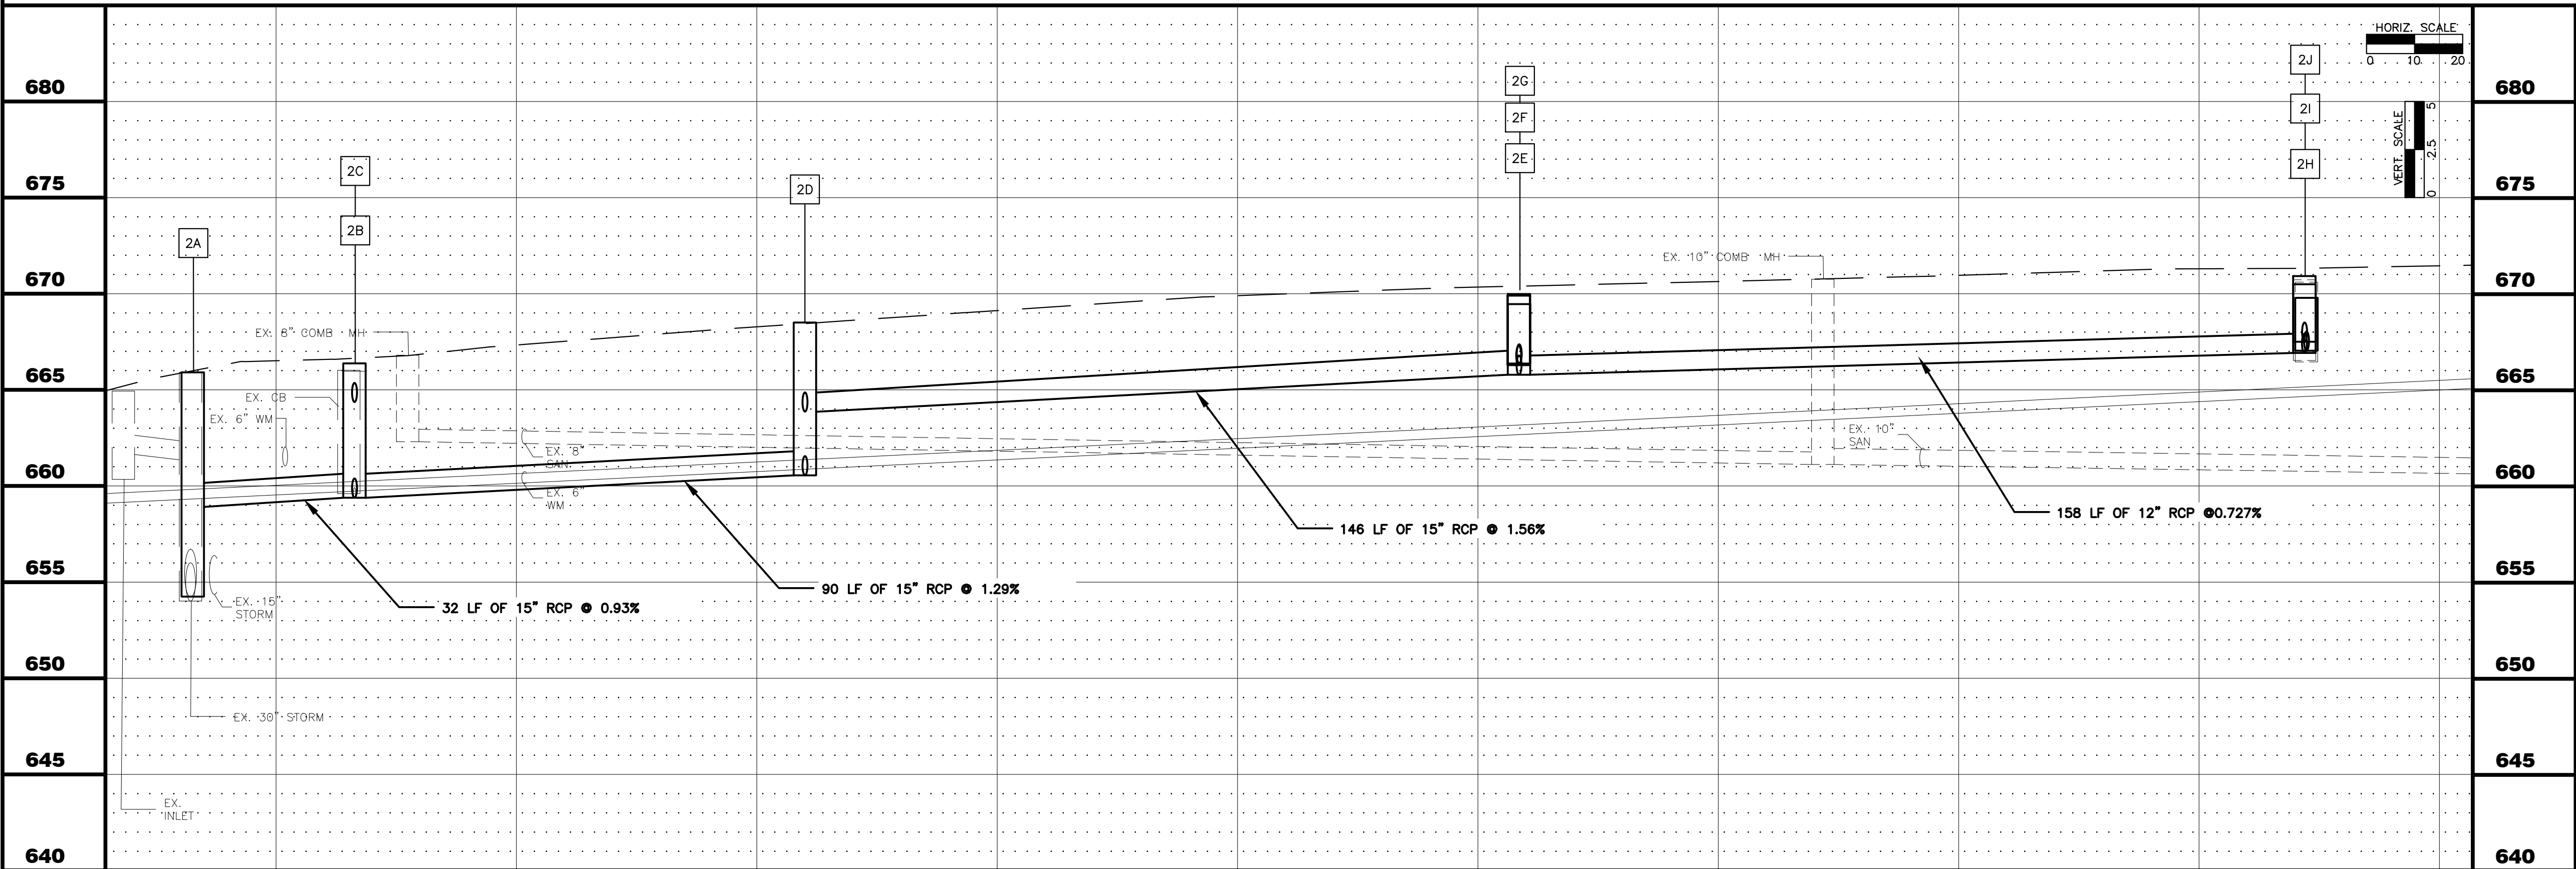 HORIZ. SCALE
0 10 20
2J
2G
680
680
2I
2F
5
2.5
0
VERT. SCALE
2E
2H
2C
675
675
2D
2B
2A
EX. 10" COMB MH
670
670
EX. 8" COMB MH
665
665
EX. CB
EX. 6" WM
EX. 10"
SAN
EX. 8"
SAN
660
660
EX. 6"
WM
158 LF OF 12" RCP @0.727%
146 LF OF 15" RCP @ 1.56%
655
655
90 LF OF 15" RCP @ 1.29%
EX. 15"
STORM
32 LF OF 15" RCP @ 0.93%
650
650
EX. 30" STORM
645
645
EX.
INLET
640
640